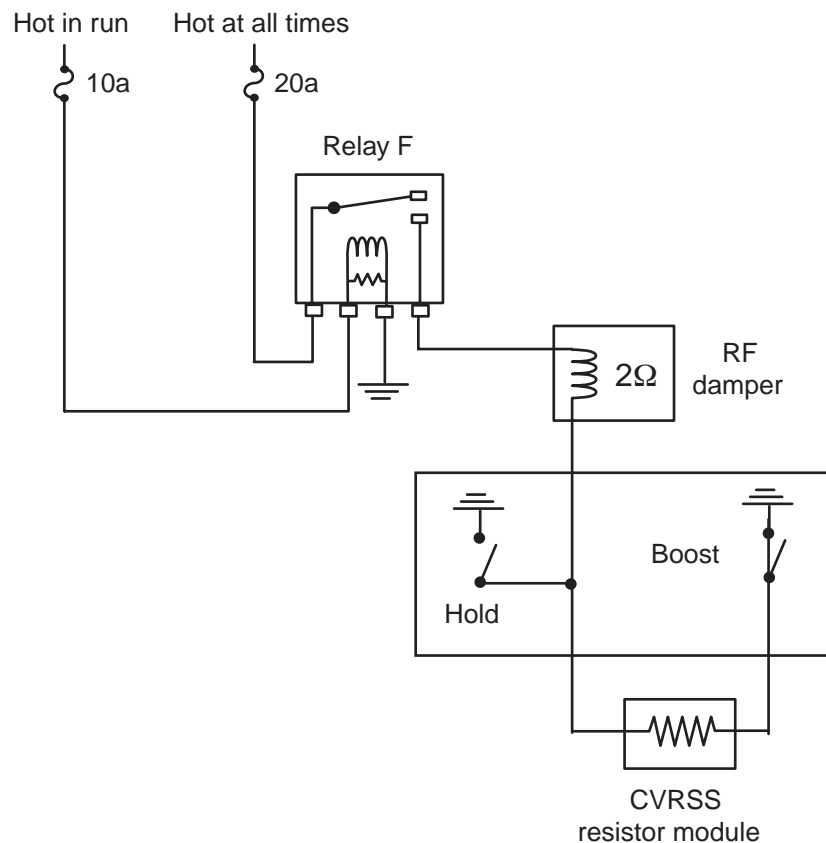 Hot in run
Hot at all times
10a
20a
Relay F
2Ω
RF
damper
Boost
Hold
CVRSS
resistor module